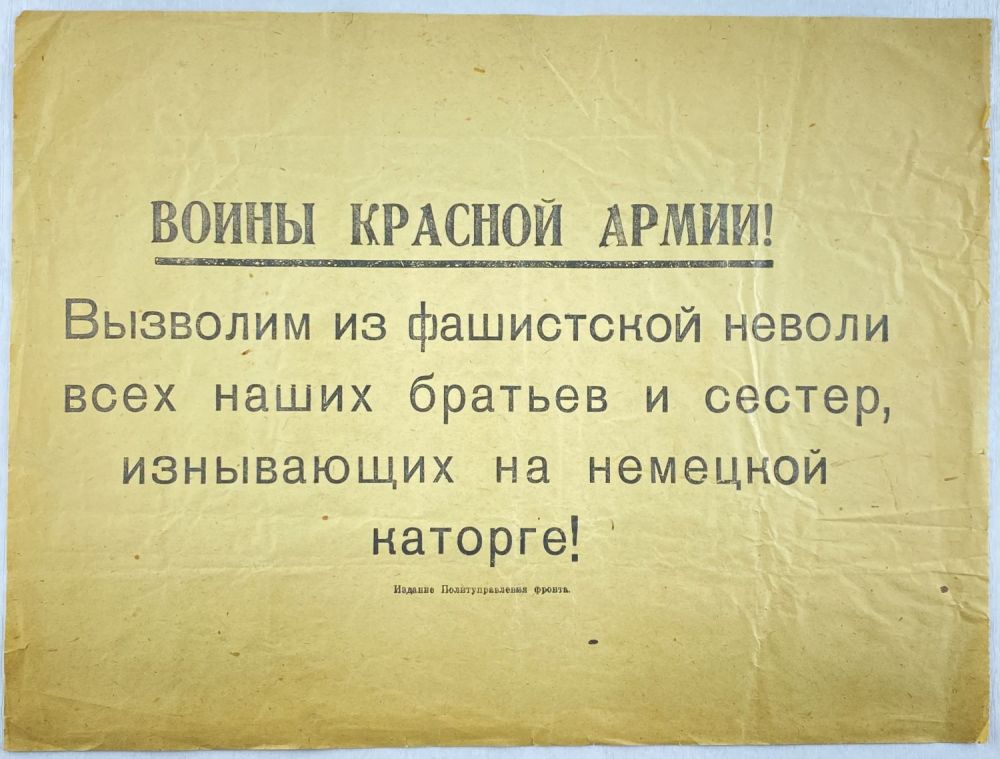 ВОИНЫ КРАСНОЙ АРМИИ!
Вызволим из фашистской неволи
всех наших братьев и сестер,
изнывающих на немецкой
каторге!
Издание Политуправления фронта.